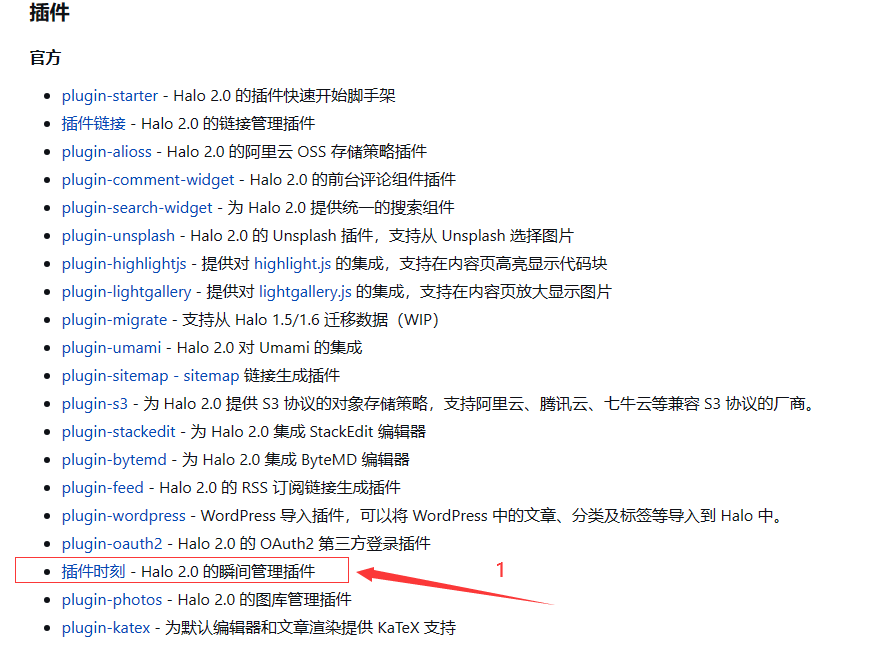 插件
官方
plugin-starter - Halo 2.0 的插件快速开始脚手架
插件链接 - Halo 2.0 的链接管理插件
plugin-alioss - Halo 2.0 的阿里云 OSS 存储策略插件
plugin-comment-widget - Halo 2.0 的前台评论组件插件
plugin-search-widget - 为 Halo 2.0 提供统一的搜索组件
plugin-unsplash - Halo 2.0 的 Unsplash 插件，支持从 Unsplash 选择图片
plugin-highlightjs - 提供对 highlight.js 的集成，支持在内容页高亮显示代码块
plugin-lightgallery - 提供对 lightgallery.js 的集成，支持在内容页放大显示图片
plugin-migrate - 支持从 Halo 1.5/1.6 迁移数据（WIP）
plugin-umami - Halo 2.0 对 Umami 的集成
plugin-sitemap - sitemap 链接生成插件
plugin-s3 - 为 Halo 2.0 提供 S3 协议的对象存储策略，支持阿里云、腾讯云、七牛云等兼容 S3 协议的厂商。
plugin-stackedit - 为 Halo 2.0 集成 StackEdit 编辑器
plugin-bytemd - 为 Halo 2.0 集成 ByteMD 编辑器
plugin-feed - Halo 2.0 的 RSS 订阅链接生成插件
plugin-wordpress - WordPress 导入插件，可以将 WordPress 中的文章、分类及标签等导入到 Halo 中。
plugin-oauth2 - Halo 2.0 的 OAuth2 第三方登录插件
插件时刻 - Halo 2.0 的瞬间管理插件
1
plugin-photos - Halo 2.0 的图库管理插件
plugin-katex - 为默认编辑器和文章渲染提供 KaTeX 支持